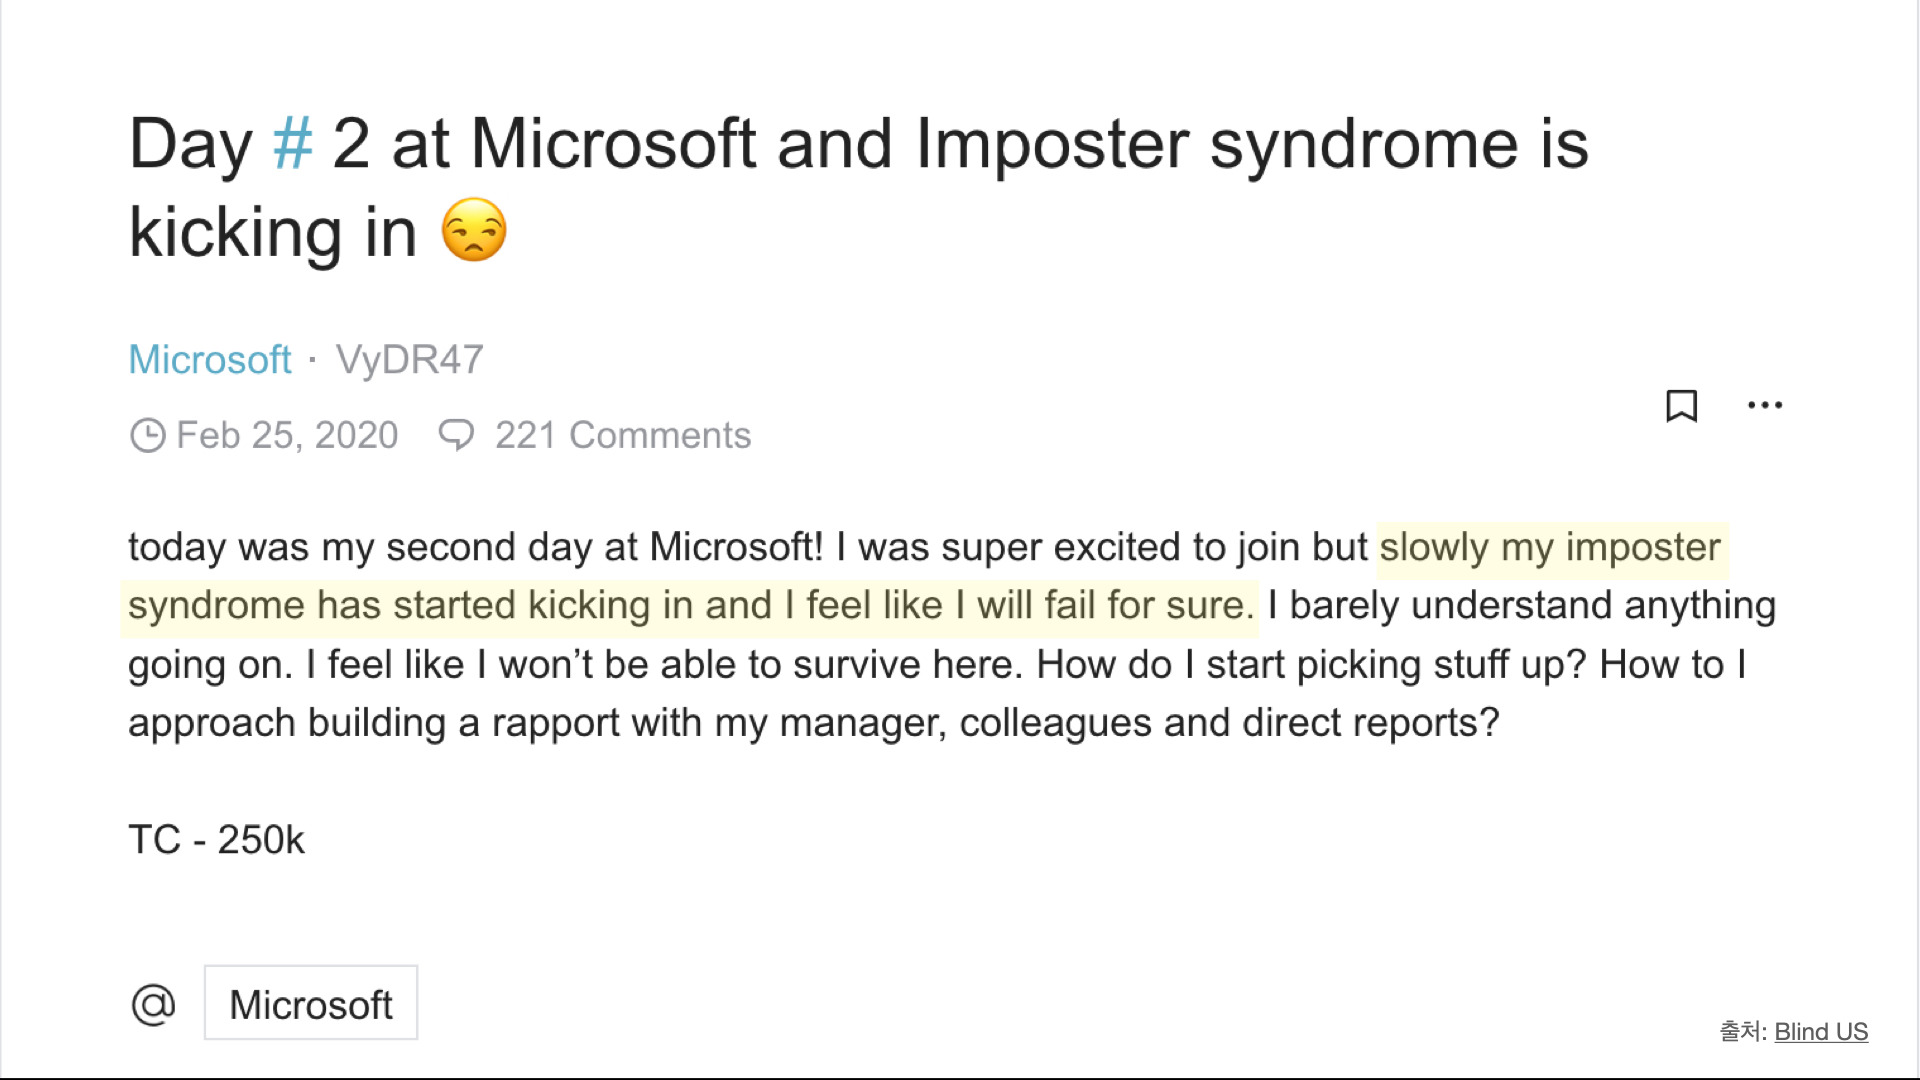 Day # 2 at Microsoft and Imposter syndrome is
kicking in 😒
Microsoft · VyDR47
Feb 25, 2020 221 Comments
today was my second day at Microsoft! I was super excited to join but slowly my imposter
syndrome has started kicking in and I feel like I will fail for sure. I barely understand anything
going on. I feel like I won’t be able to survive here. How do I start picking stuff up? How to I
approach building a rapport with my manager, colleagues and direct reports?
TC - 250k
@ Microsoft
출처: Blind US